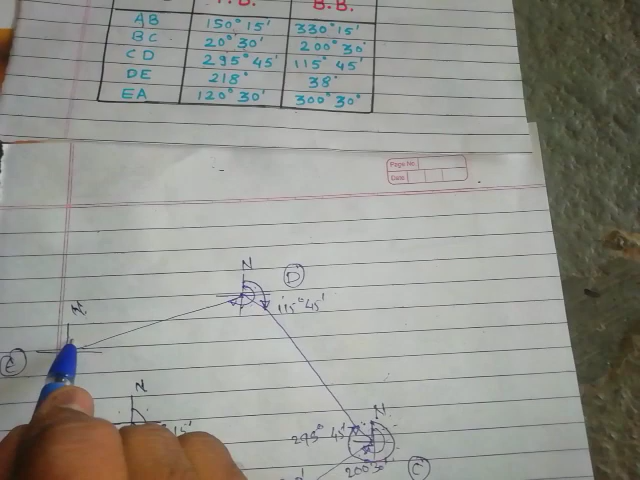 F.B. B.B.
AB 150°15' 330°15'
BC 20°30' 200°30'
CD 295°45' 115°45'
DE 218° 38°
EA 120°30' 300°30'
Page No
Date
N D
115°45'
N
E
N
15'
N
295° 45'
200°30'
C